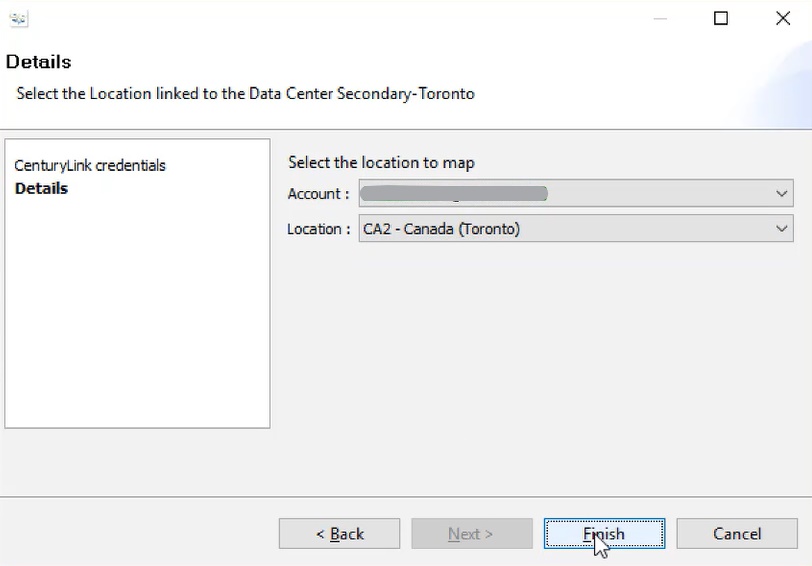 Details
Select the Location linked to the Data Center Secondary-Toronto
CenturyLink credentials
Details
Select the location to map
Account :
Location : CA2 - Canada (Toronto)
< Back Next > Finish Cancel